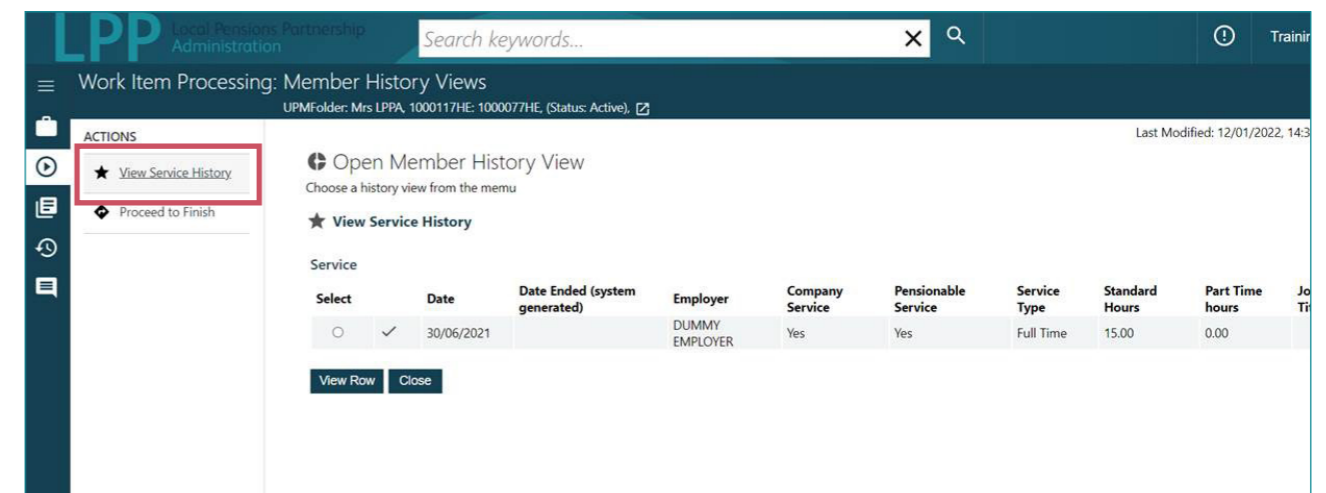 LPP Local Pensions Partnership
Administration
Search keywords...
Work Item Processing: Member History Views
UPMFolder: Mrs LPPA, 1000117HE: 1000077HE, (Status: Active),
ACTIONS
View Service History
Proceed to Finish
Last Modified: 12/01/2022, 14:3
Open Member History View
Choose a history view from the memu
View Service History
Service
Select Date Date Ended (system generated) Employer Company Service Pensionable Service Service Type Standard Hours Part Time hours
30/06/2021 DUMMY EMPLOYER Yes Yes Full Time 15.00 0.00
View Row Close